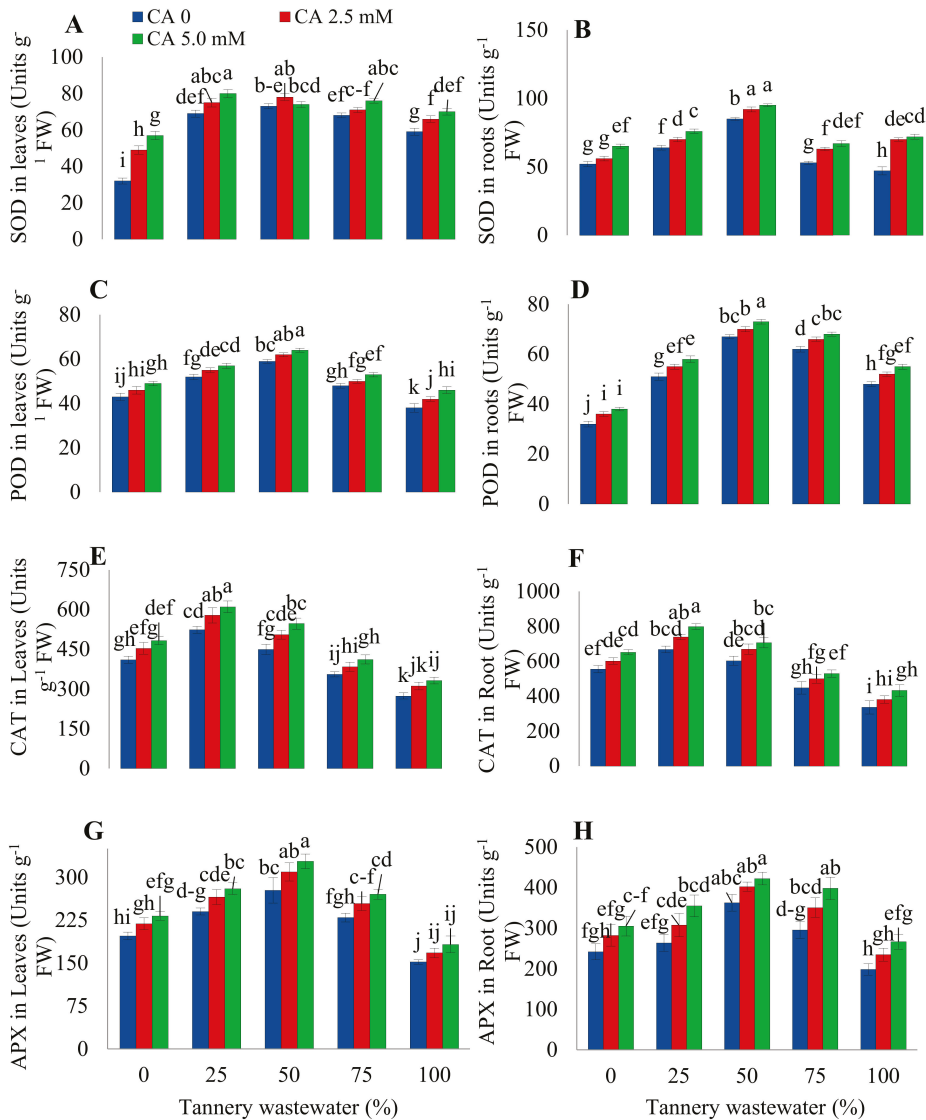 CA 0
CA 2.5 mM
CA 5.0 mM
A
SOD in leaves (Units g-
1 FW)
100
80
60
40
20
0
i h g
def abc a
b-e ab bcd
ef c-f abc
g f def
B
SOD in roots (Units g-1
FW)
150
100
50
0
g g ef
f d c
b a a
g f def
h de cd
C
POD in leaves (Units g-
1 FW)
80
60
40
20
0
ij hi gh
fg de cd
bc ab a
gh fg ef
k j hi
D
POD in roots (Units g-1
FW)
80
60
40
20
0
j i i
g ef e
bc b a
d c bc
h fg ef
E
CAT in Leaves (Units
g-1 FW)
750
600
450
300
150
0
gh efg def
cd ab a
fg cde bc
ij hi gh
k jk ij
F
CAT in Root (Units g-1
FW)
1000
800
600
400
200
0
ef de cd
bcd ab a
de bcd bc
gh fg ef
i hi gh
G
APX in Leaves (Units g-1
FW)
300
225
150
75
0
hi gh efg
d-g cde bc
bc ab a
fgh c-f cd
j ij ij
0 25 50 75 100
Tannery wastewater (%)
H
APX in Root (Units g-1
FW)
500
400
300
200
100
0
fgh efg c-f
efg cde bcd
abc ab a
d-g bcd ab
h gh efg
0 25 50 75 100
Tannery wastewater (%)